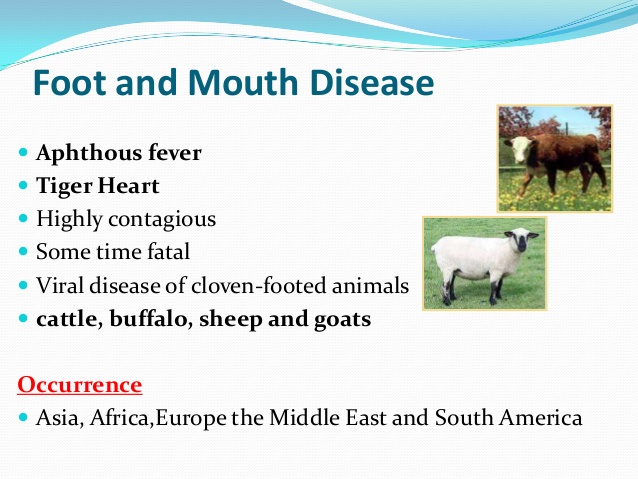 Foot and Mouth Disease
Aphthous fever
Tiger Heart
Highly contagious
Some time fatal
Viral disease of cloven-footed animals
cattle, buffalo, sheep and goats
Occurrence
Asia, Africa,Europe the Middle East and South America